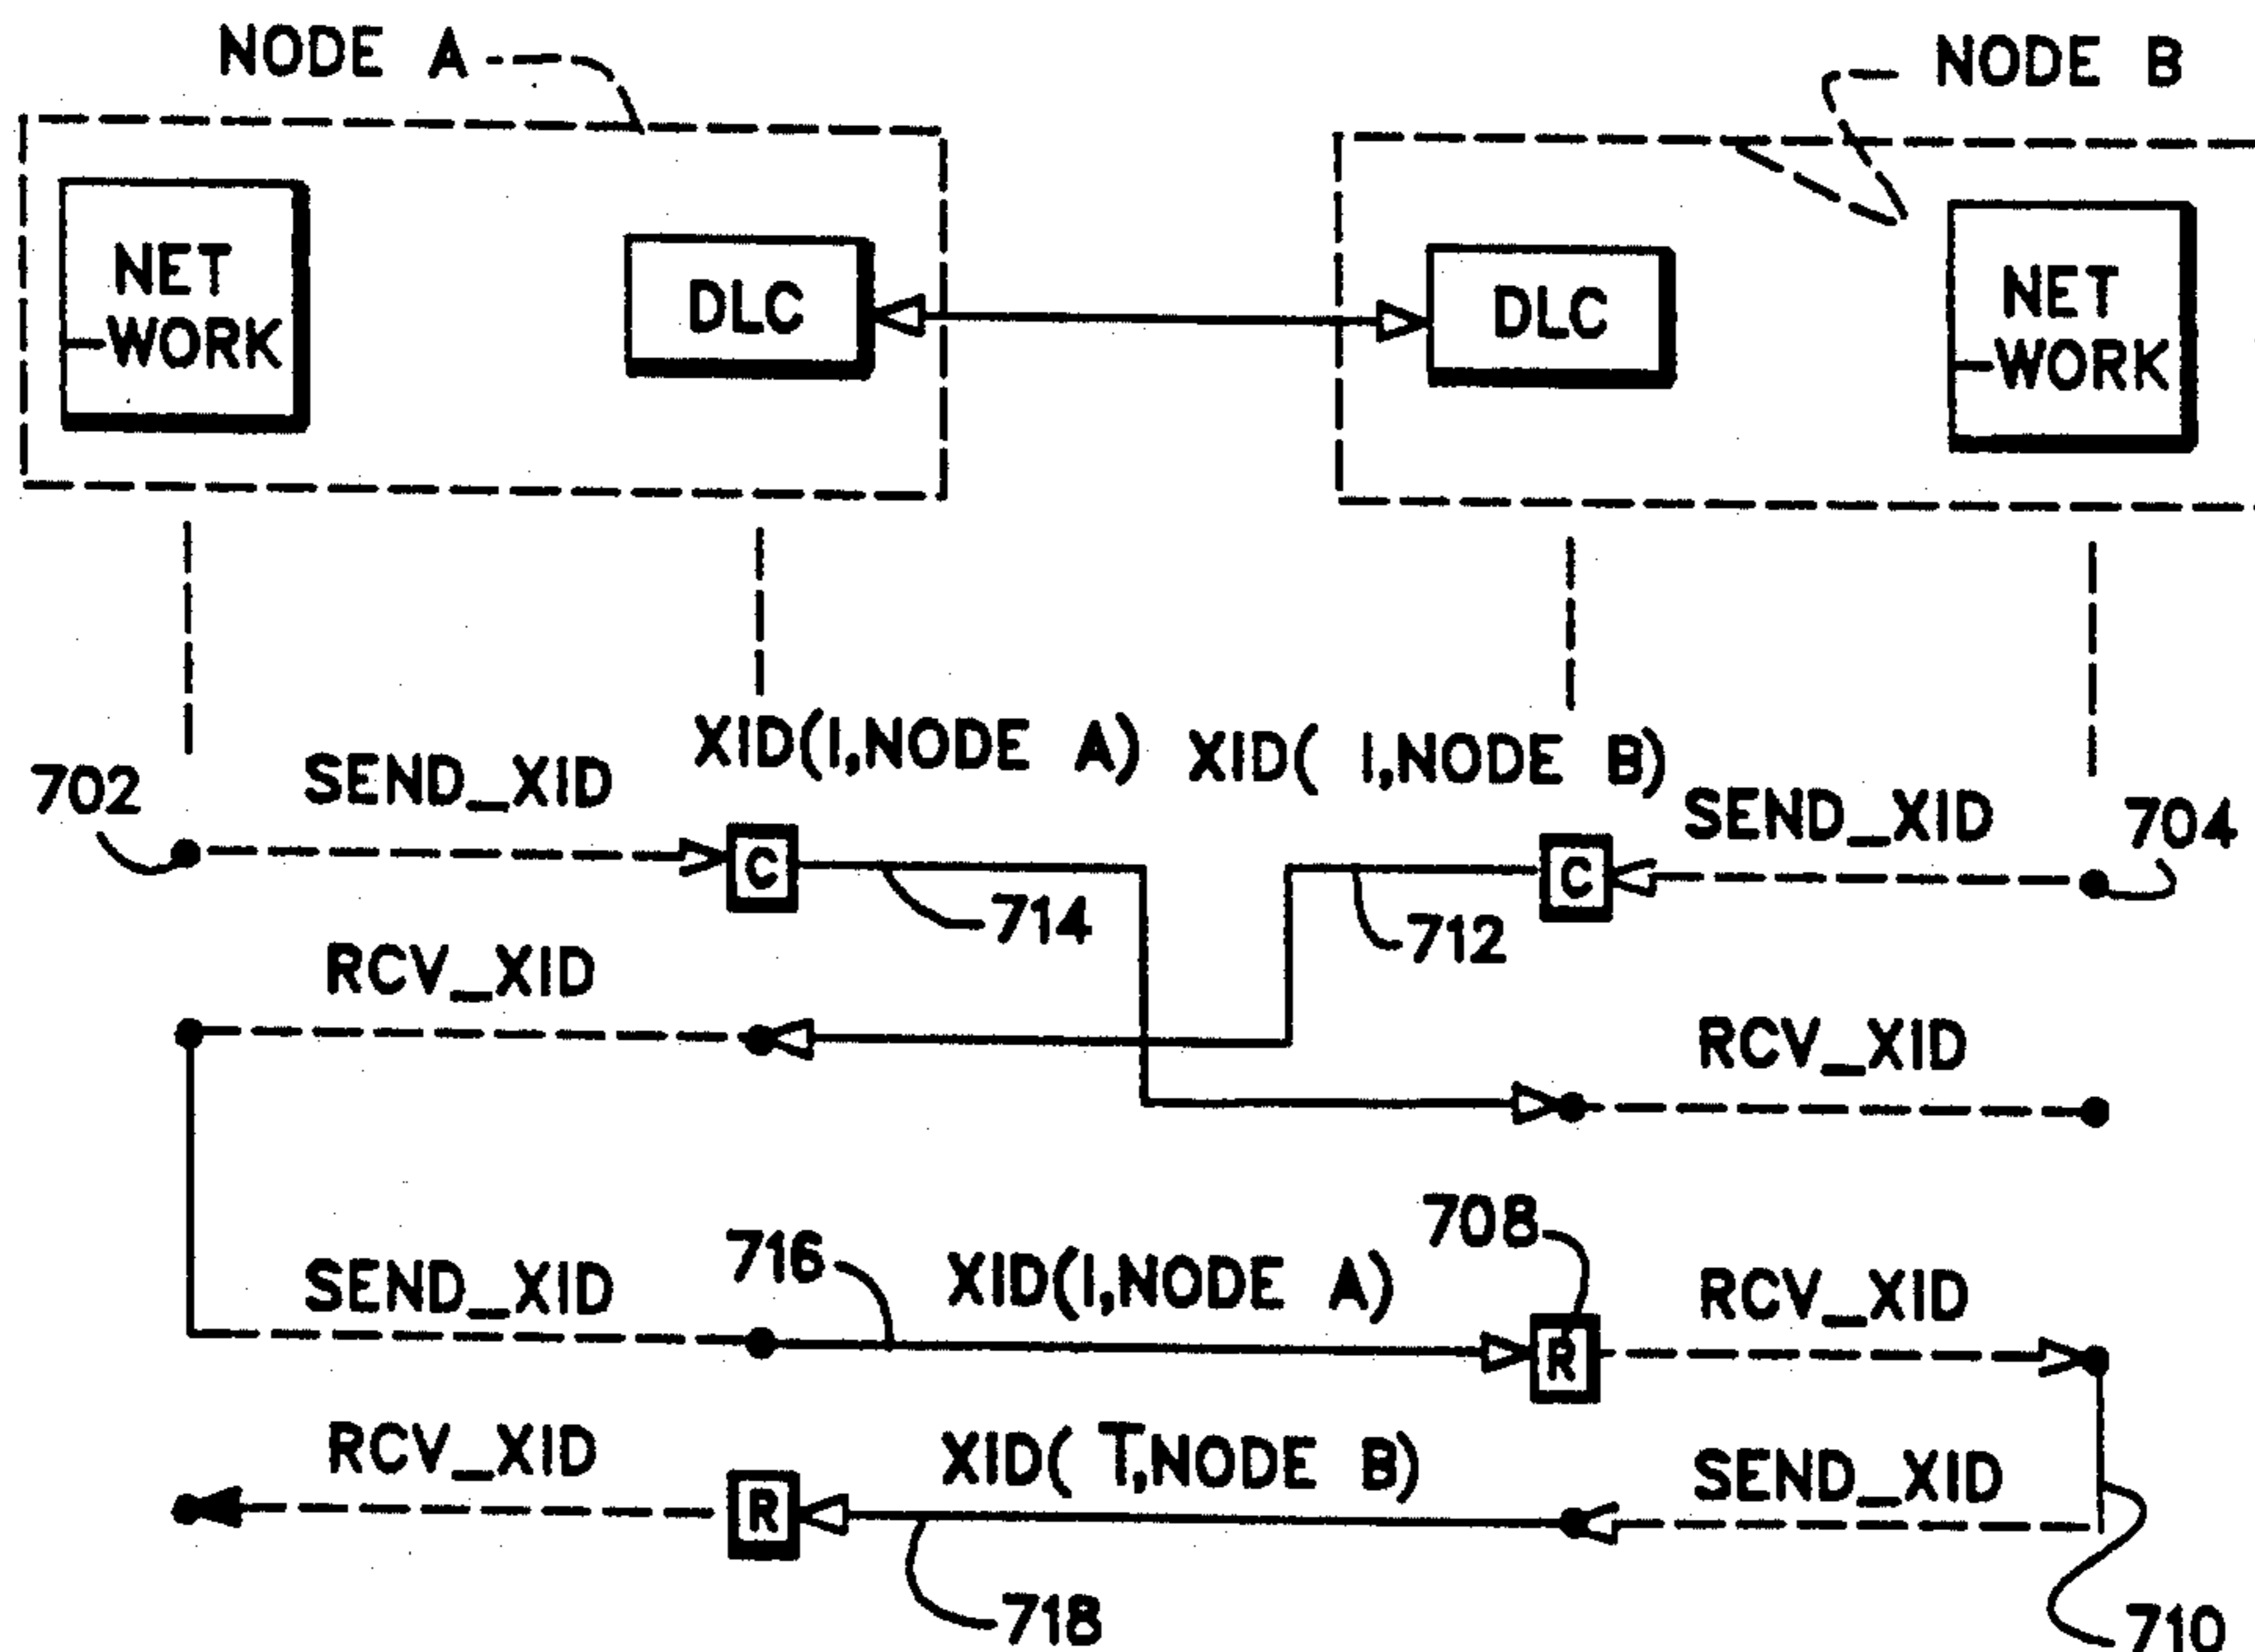 NODE A
NODE B
NET
WORK
DLC
DLC
NET
WORK
XID(I,NODE A)
XID( I,NODE B)
702
SEND_XID
SEND_XID
704
C
C
714
712
RCV_XID
RCV_XID
708
716
SEND_XID
XID(I,NODE A)
RCV_XID
R
RCV_XID
XID( T,NODE B)
SEND_XID
R
718
710